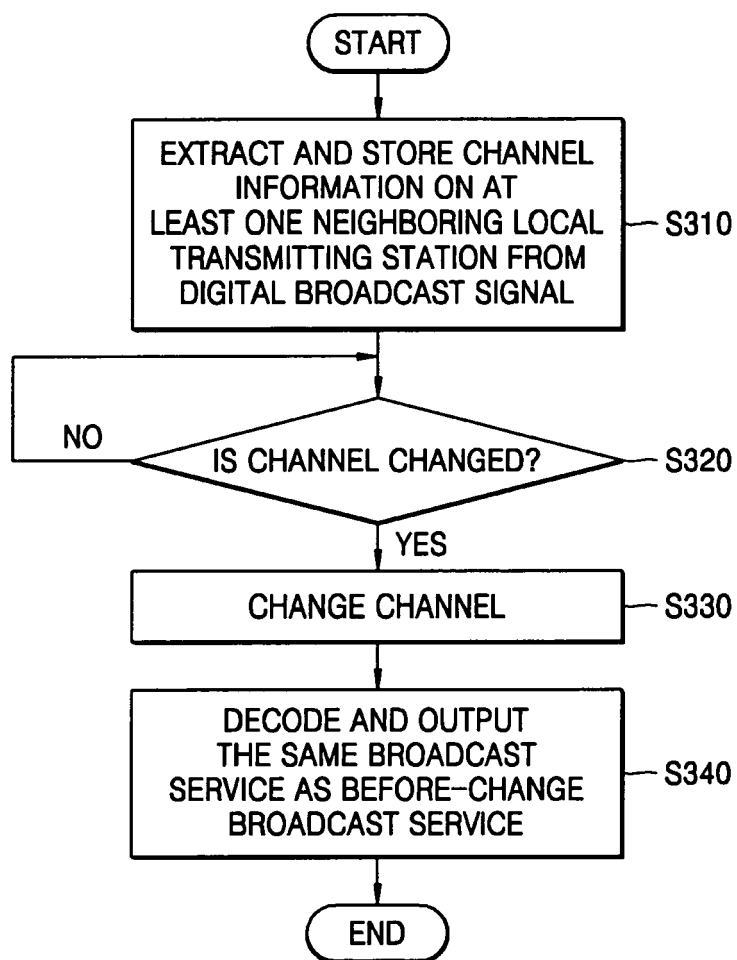 START
EXTRACT AND STORE CHANNEL
INFORMATION ON AT
LEAST ONE NEIGHBORING LOCAL
TRANSMITTING STATION FROM
DIGITAL BROADCAST SIGNAL
S310
NO
IS CHANNEL CHANGED?
S320
YES
CHANGE CHANNEL
S330
DECODE AND OUTPUT
THE SAME BROADCAST
SERVICE AS BEFORE-CHANGE
BROADCAST SERVICE
S340
END